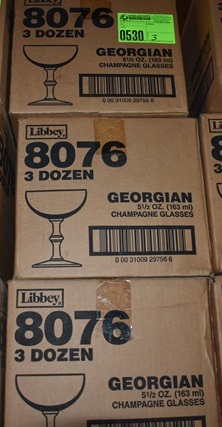 0530
3
8076
3 DOZEN
GEORGIAN
5½ OZ. (163 ml)
CHAMPAGNE GLASSES
0 00 31009 29756 6
Libbey
8076
3 DOZEN
GEORGIAN
5½ OZ. (163 ml)
CHAMPAGNE GLASSES
0 00 31009 29756 6
Libbey
8076
3 DOZEN
GEORGIAN
5½ OZ. (163 ml)
CHAMPAGNE GLASSES